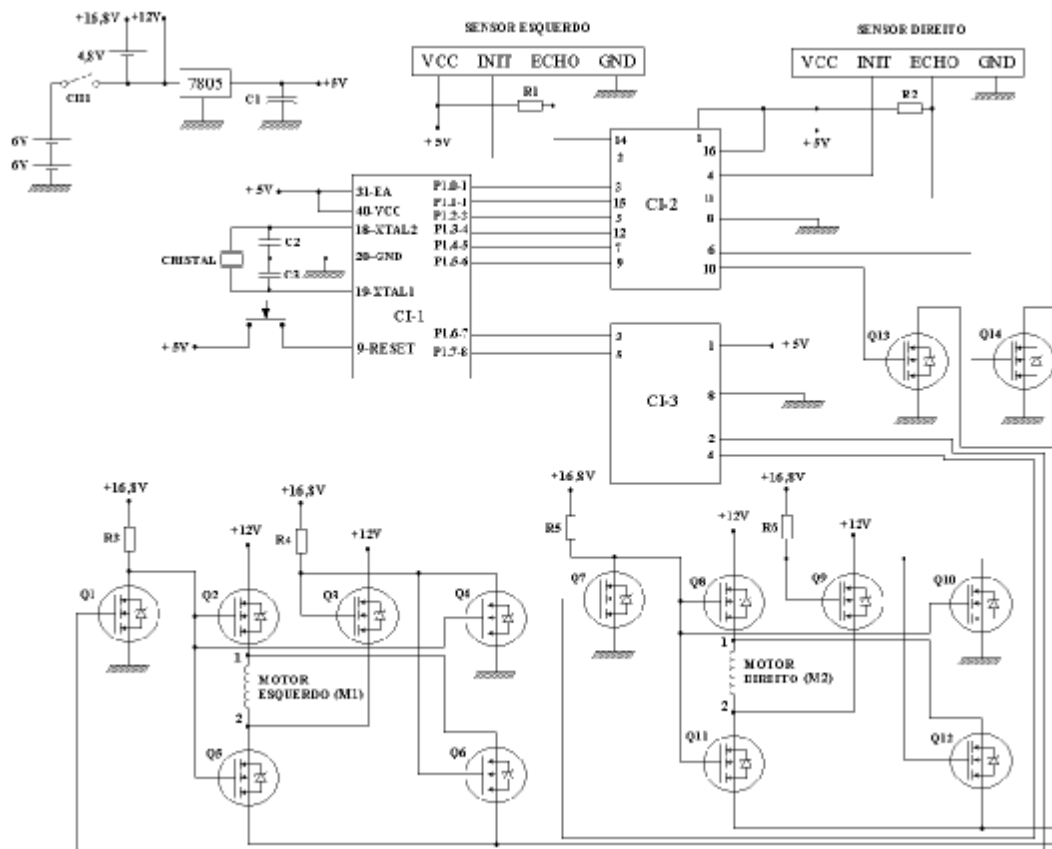 +16,8V +12V
4,8V
CH1
7805
+5V
C1
6V
6V
SENSOR ESQUERDO
VCC INIT ECHO GND
R1
+5V
SENSOR DIREITO
VCC INIT ECHO GND
R2
+5V
+5V
31-EA
40-VCC
18-XTAL2
20-GND
19-XTAL1
CI-1
9-RESET
C2
C3
CRISTAL
+5V
P1.0-1
P1.1-1
P1.2-3
P1.3-4
P1.4-5
P1.5-6
P1.6-7
P1.7-8
14
2
3
15
5
12
7
9
CI-2
1
16
4
11
8
6
10
3
5
CI-3
1
8
2
4
+5V
Q13
Q14
+16,8V
R3
Q1
+12V
Q2
+16,8V
R4
+12V
Q3
Q4
1
MOTOR
ESQUERDO (M1)
2
Q5
Q6
+16,8V
R5
Q7
+12V
Q8
+16,8V
R6
+12V
Q9
Q10
1
MOTOR
DIREITO (M2)
2
Q11
Q12